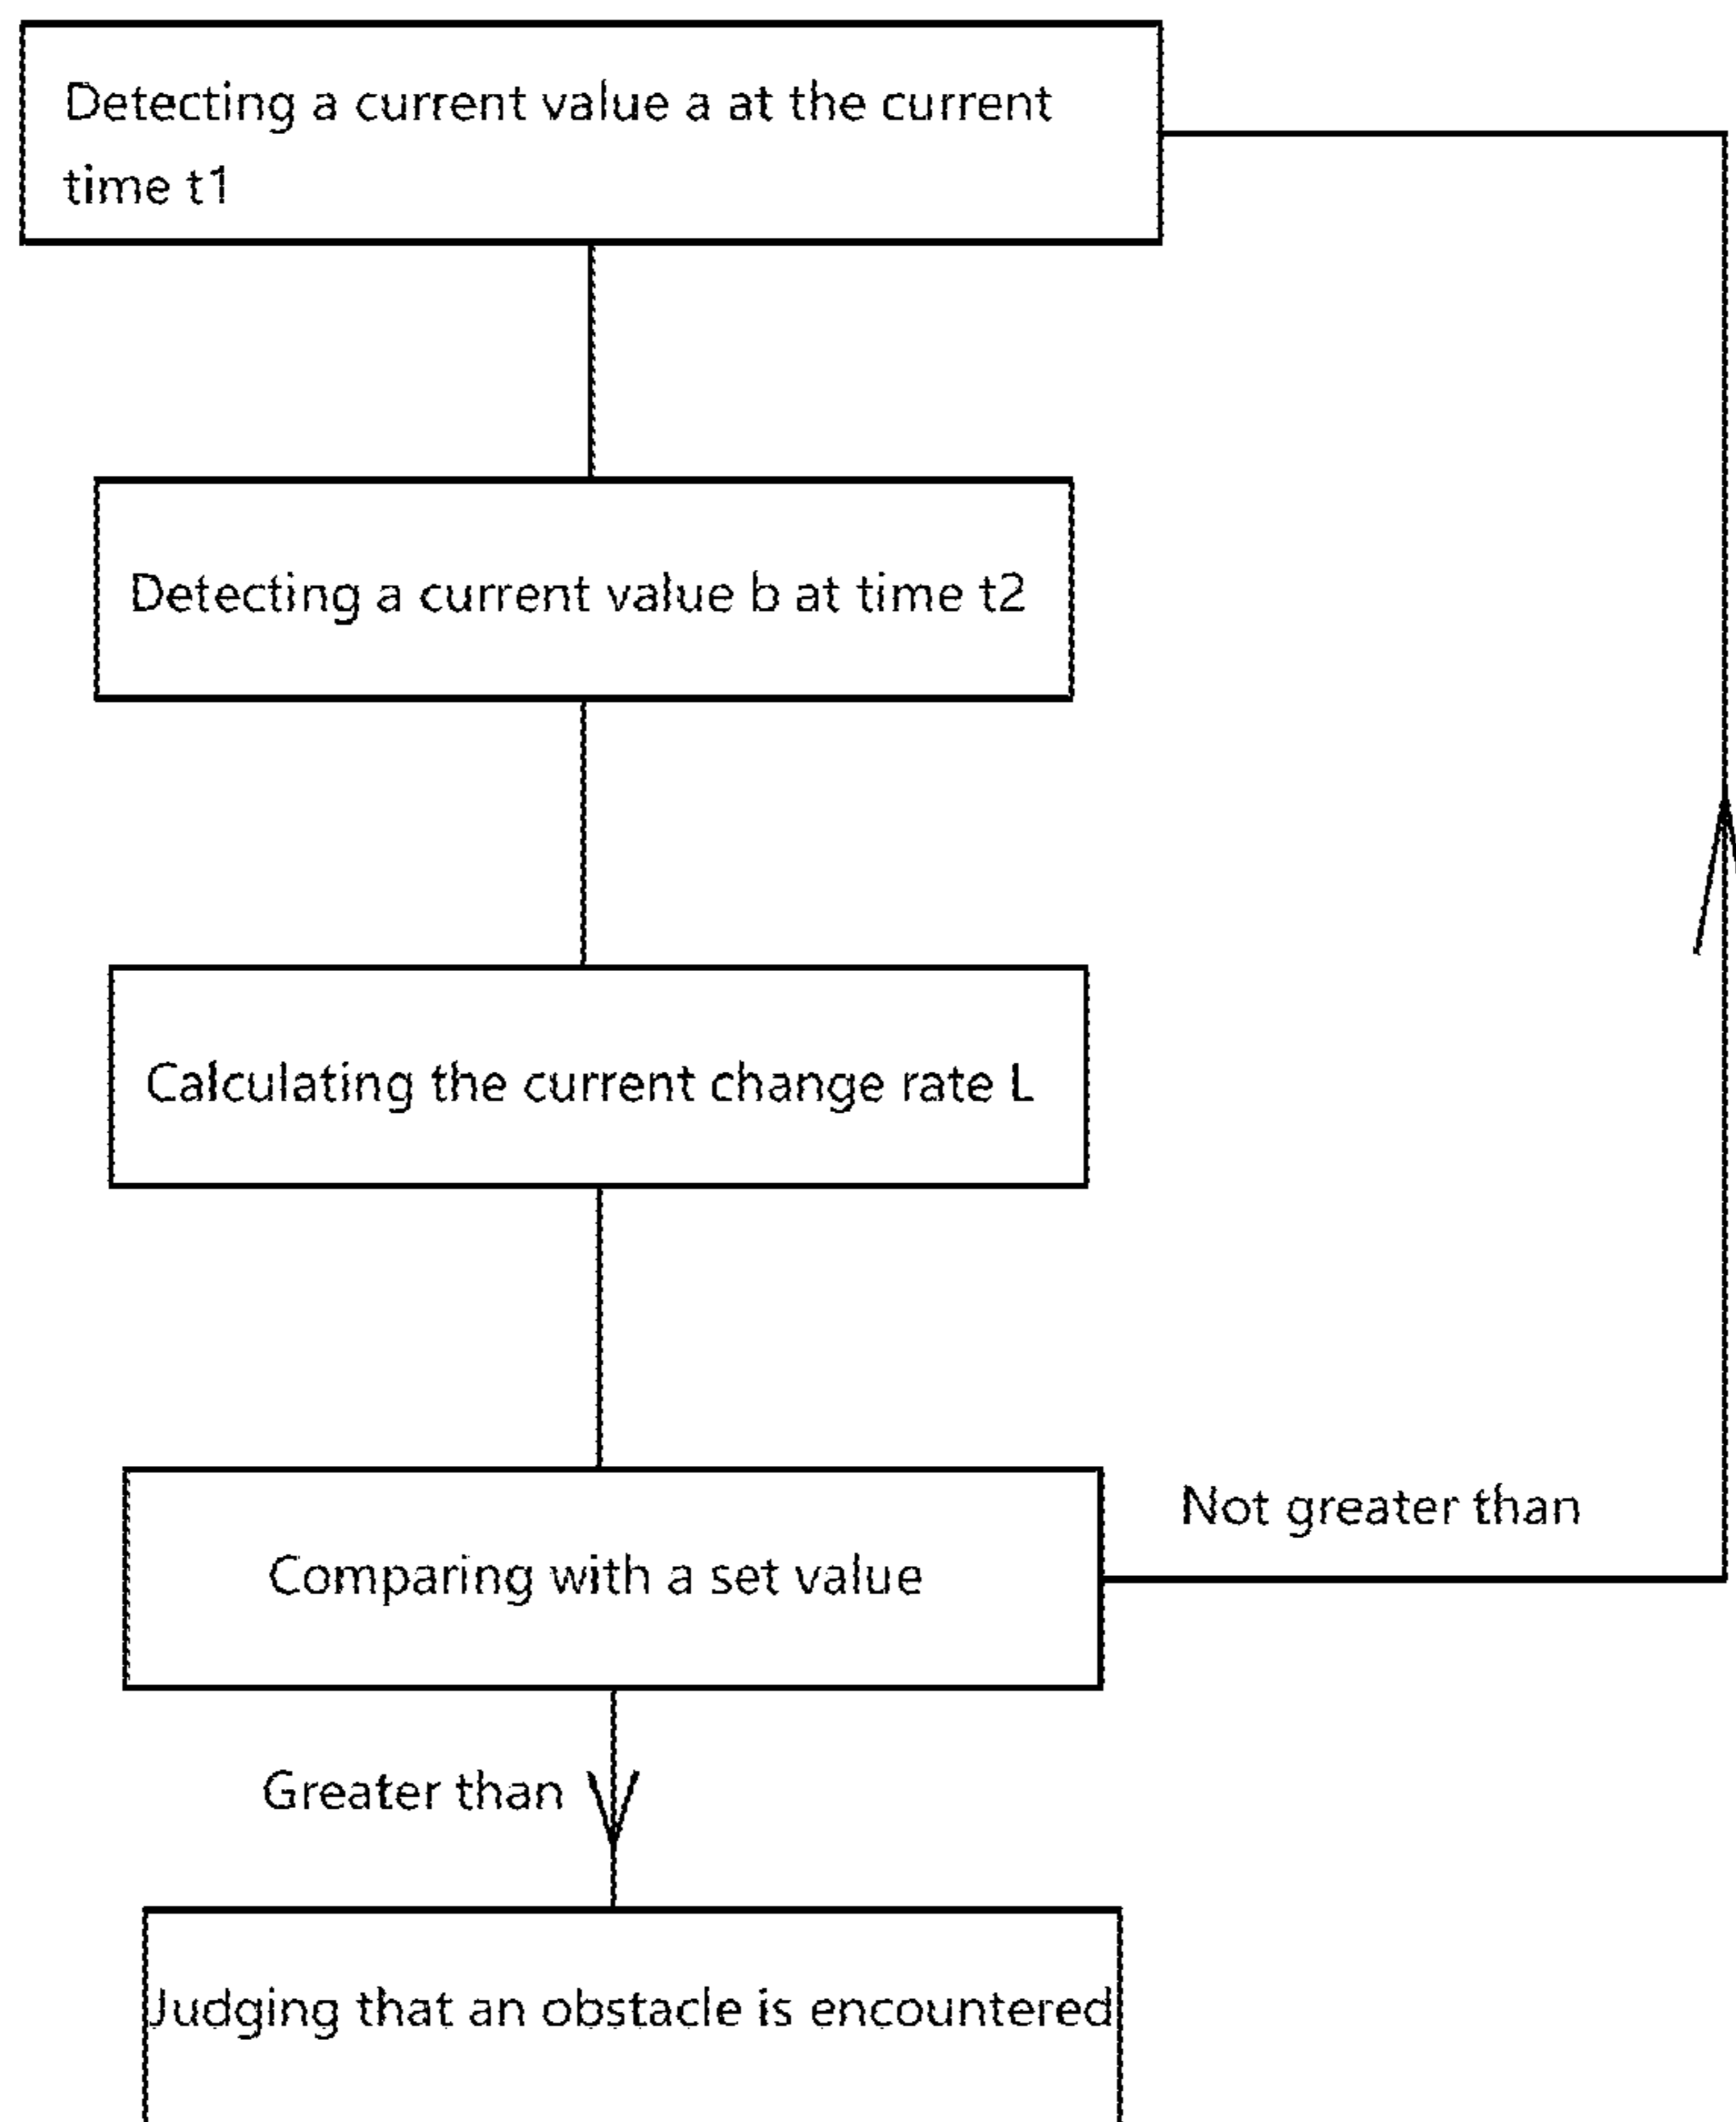 Detecting a current value a at the current
time t1
Detecting a current value b at time t2
Calculating the current change rate L
Not greater than
Comparing with a set value
Greater than
Judging that an obstacle is encountered